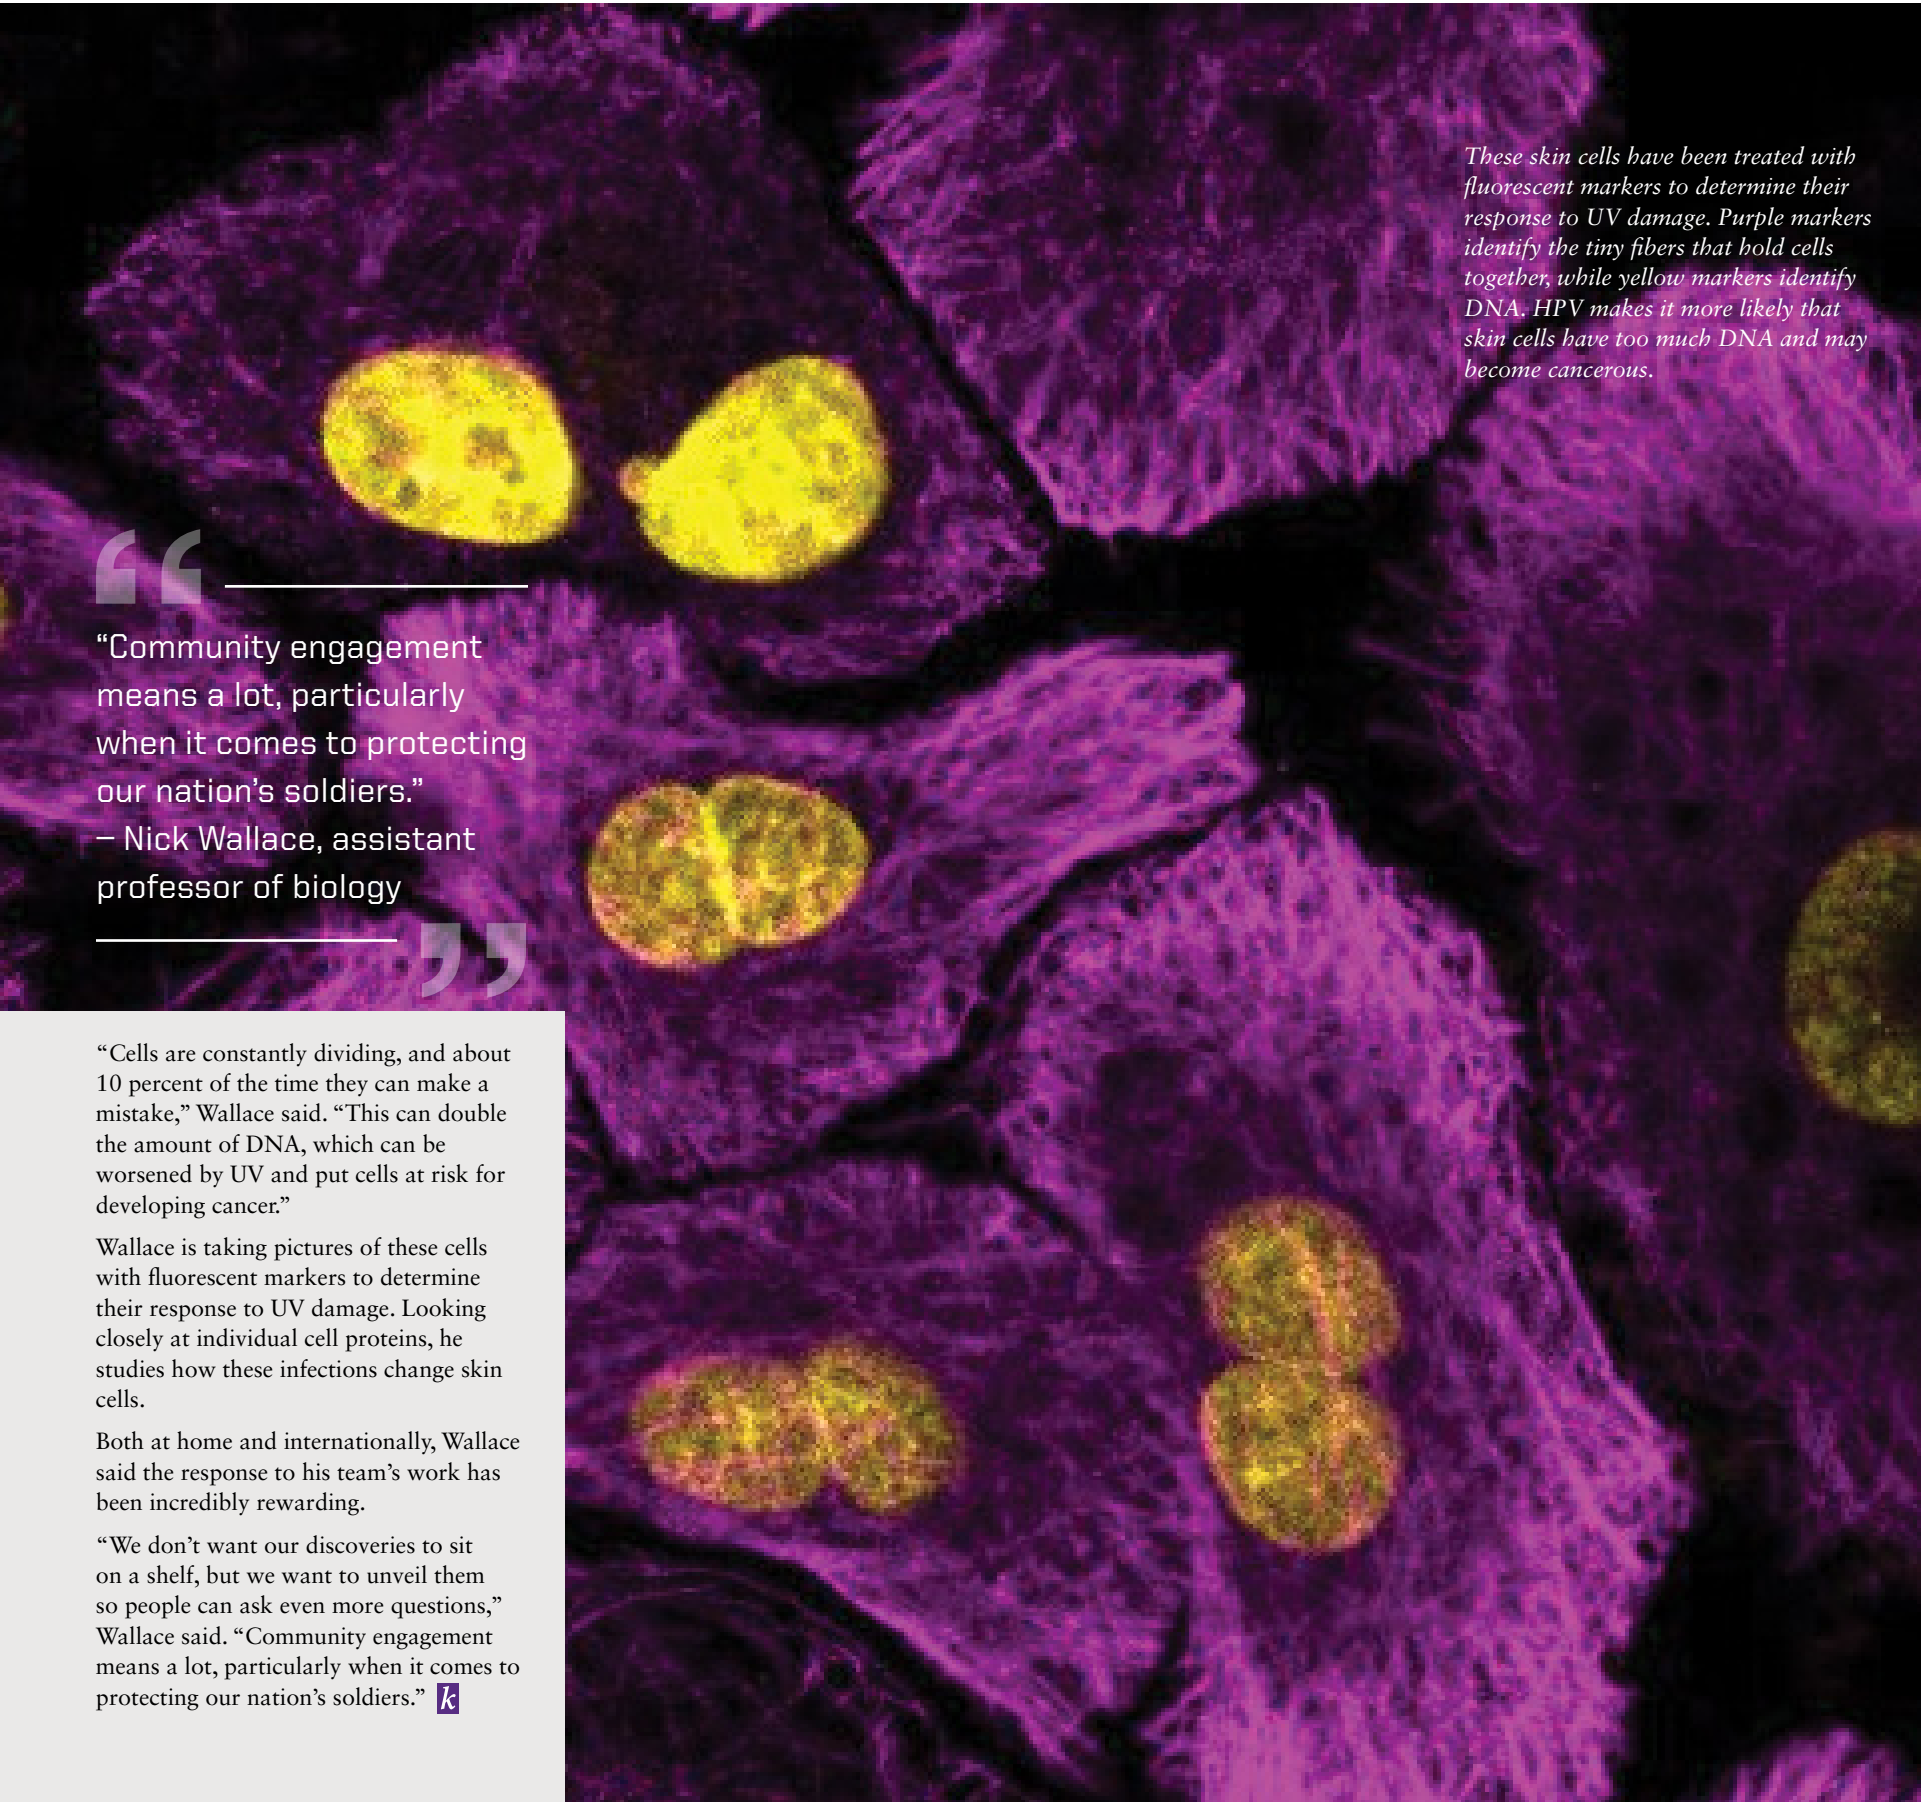 These skin cells have been treated with
fluorescent markers to determine their
response to UV damage. Purple markers
identify the tiny fibers that hold cells
together, while yellow markers identify
DNA. HPV makes it more likely that
skin cells have too much DNA and may
become cancerous.
“
“Community engagement
means a lot, particularly
when it comes to protecting
our nation’s soldiers.”
– Nick Wallace, assistant
professor of biology
”
“Cells are constantly dividing, and about
10 percent of the time they can make a
mistake,” Wallace said. “This can double
the amount of DNA, which can be
worsened by UV and put cells at risk for
developing cancer.”
Wallace is taking pictures of these cells
with fluorescent markers to determine
their response to UV damage. Looking
closely at individual cell proteins, he
studies how these infections change skin
cells.
Both at home and internationally, Wallace
said the response to his team’s work has
been incredibly rewarding.
“We don’t want our discoveries to sit
on a shelf, but we want to unveil them
so people can ask even more questions,”
Wallace said. “Community engagement
means a lot, particularly when it comes to
protecting our nation’s soldiers.” k